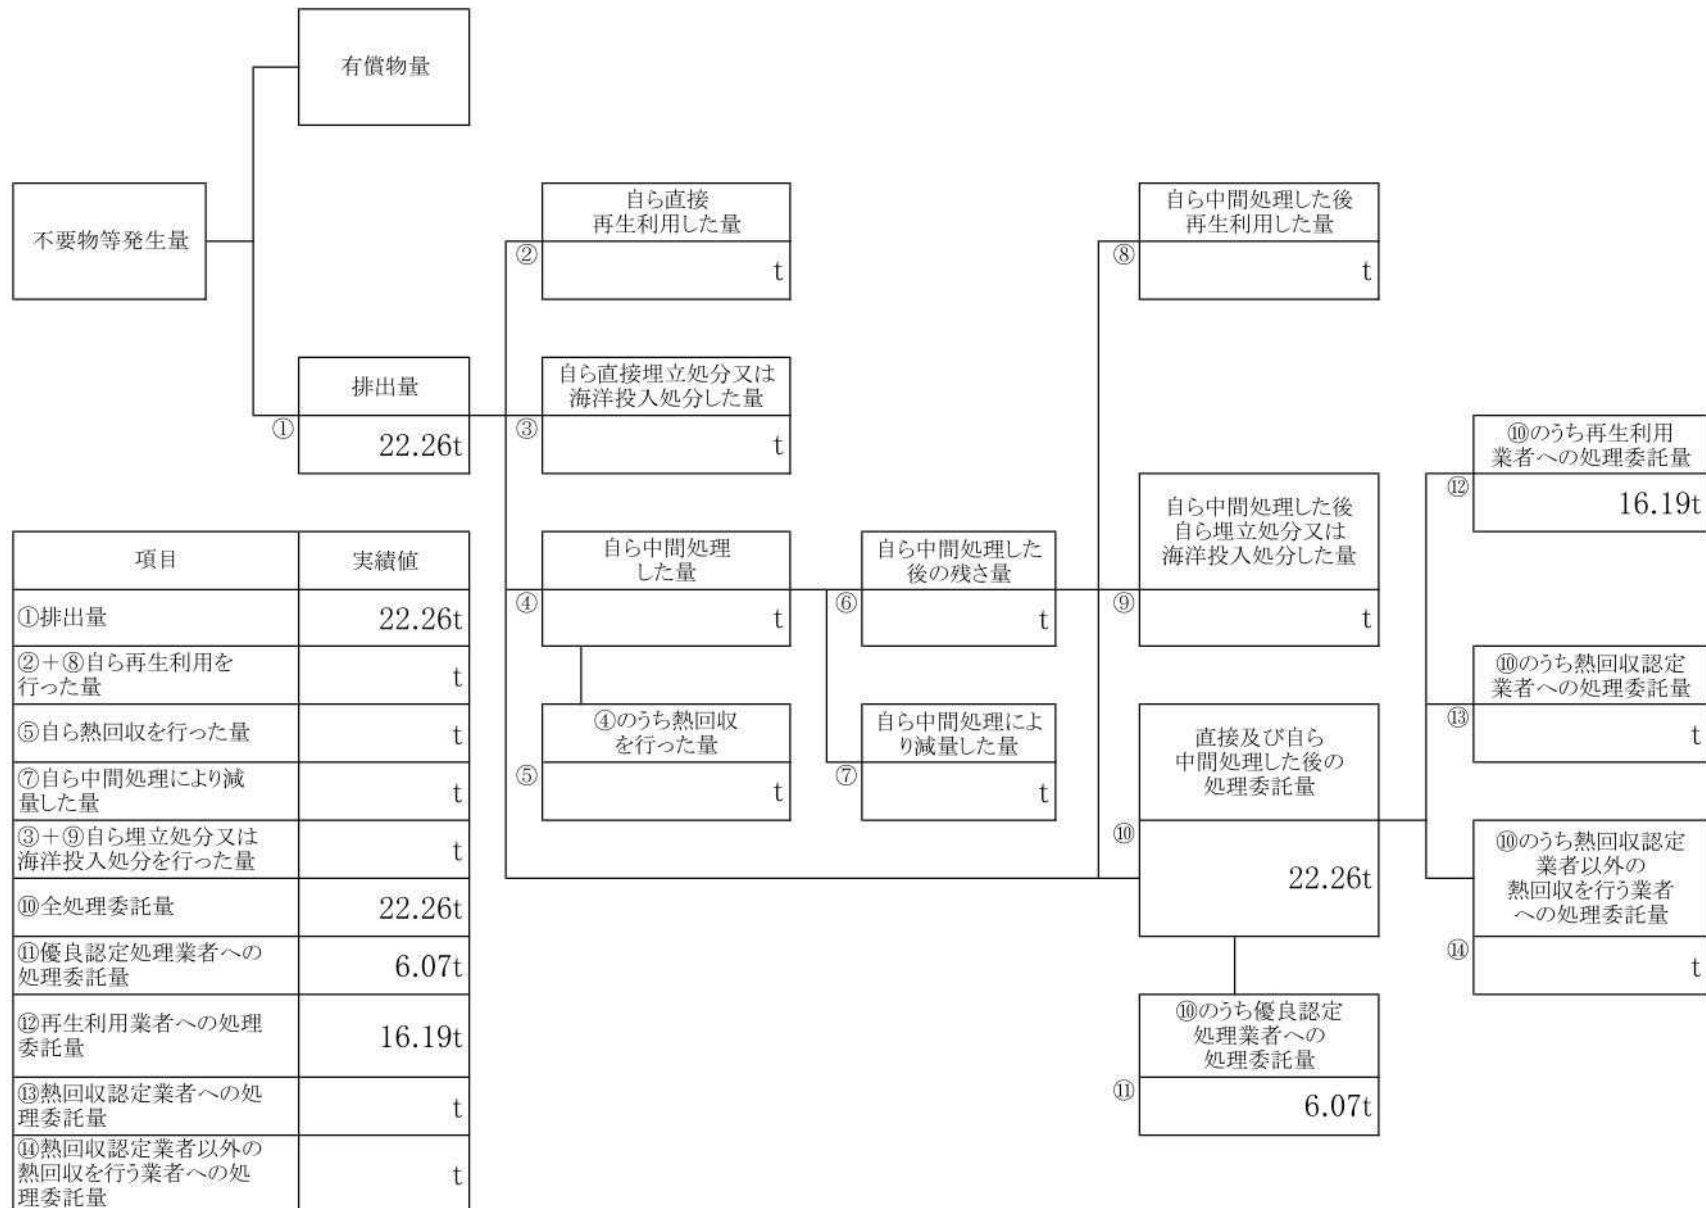 有償物量
不要物等発生量
自ら直接
再生利用した量
②
t
自ら中間処理した後
再生利用した量
⑧
t
排出量
①
22.26t
自ら直接埋立処分又は
海洋投入処分した量
③
t
⑩のうち再生利用
業者への処理委託量
⑫
16.19t
自ら中間処理
した量
④
t
自ら中間処理した
後の残さ量
⑥
t
自ら中間処理した後
自ら埋立処分又は
海洋投入処分した量
⑨
t
⑩のうち熱回収認定
業者への処理委託量
⑬
t
④のうち熱回収
を行った量
⑤
t
自ら中間処理によ
り減量した量
⑦
t
直接及び自ら
中間処理した後の
処理委託量
⑩
22.26t
⑩のうち熱回収認定
業者以外の
熱回収を行う業者
への処理委託量
⑭
t
⑩のうち優良認定
処理業者への
処理委託量
⑪
6.07t
項目 実績値
①排出量 22.26t
②＋⑧自ら再生利用を
行った量 t
⑤自ら熱回収を行った量 t
⑦自ら中間処理により減
量した量 t
③＋⑨自ら埋立処分又は
海洋投入処分を行った量 t
⑩全処理委託量 22.26t
⑪優良認定処理業者への
処理委託量 6.07t
⑫再生利用業者への処理
委託量 16.19t
⑬熱回収認定業者への処
理委託量 t
⑭熱回収認定業者以外の
熱回収を行う業者への処
理委託量 t